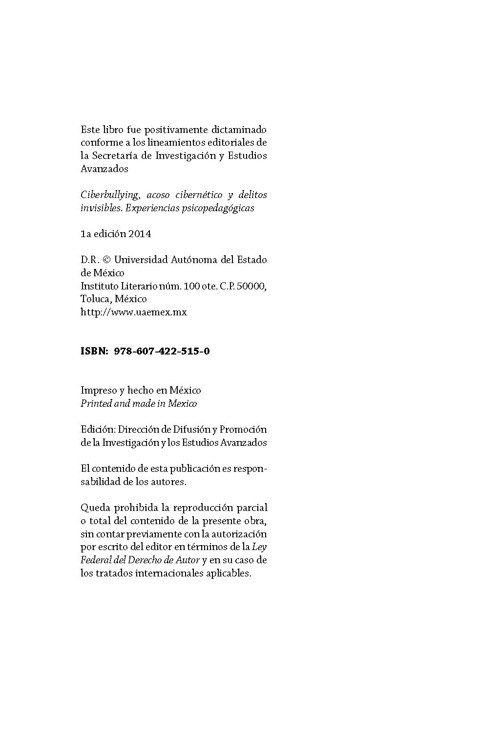 Este libro fue positivamente dictaminado
conforme a los lineamientos editoriales de
la Secretaría de Investigación y Estudios
Avanzados
Ciberbullying, acoso cibernético y delitos
invisibles. Experiencias psicopedagógicas
1a edición 2014
D.R. © Universidad Autónoma del Estado
de México
Instituto Literario núm. 100 ote. C.P. 50000,
Toluca, México
http://www.uaemex.mx
ISBN: 978-607-422-515-0
Impreso y hecho en México
Printed and made in Mexico
Edición: Dirección de Difusión y Promoción
de la Investigación y los Estudios Avanzados
El contenido de esta publicación es respon-
sabilidad de los autores.
Queda prohibida la reproducción parcial
o total del contenido de la presente obra,
sin contar previamente con la autorización
por escrito del editor en términos de la Ley
Federal del Derecho de Autor y en su caso de
los tratados internacionales aplicables.